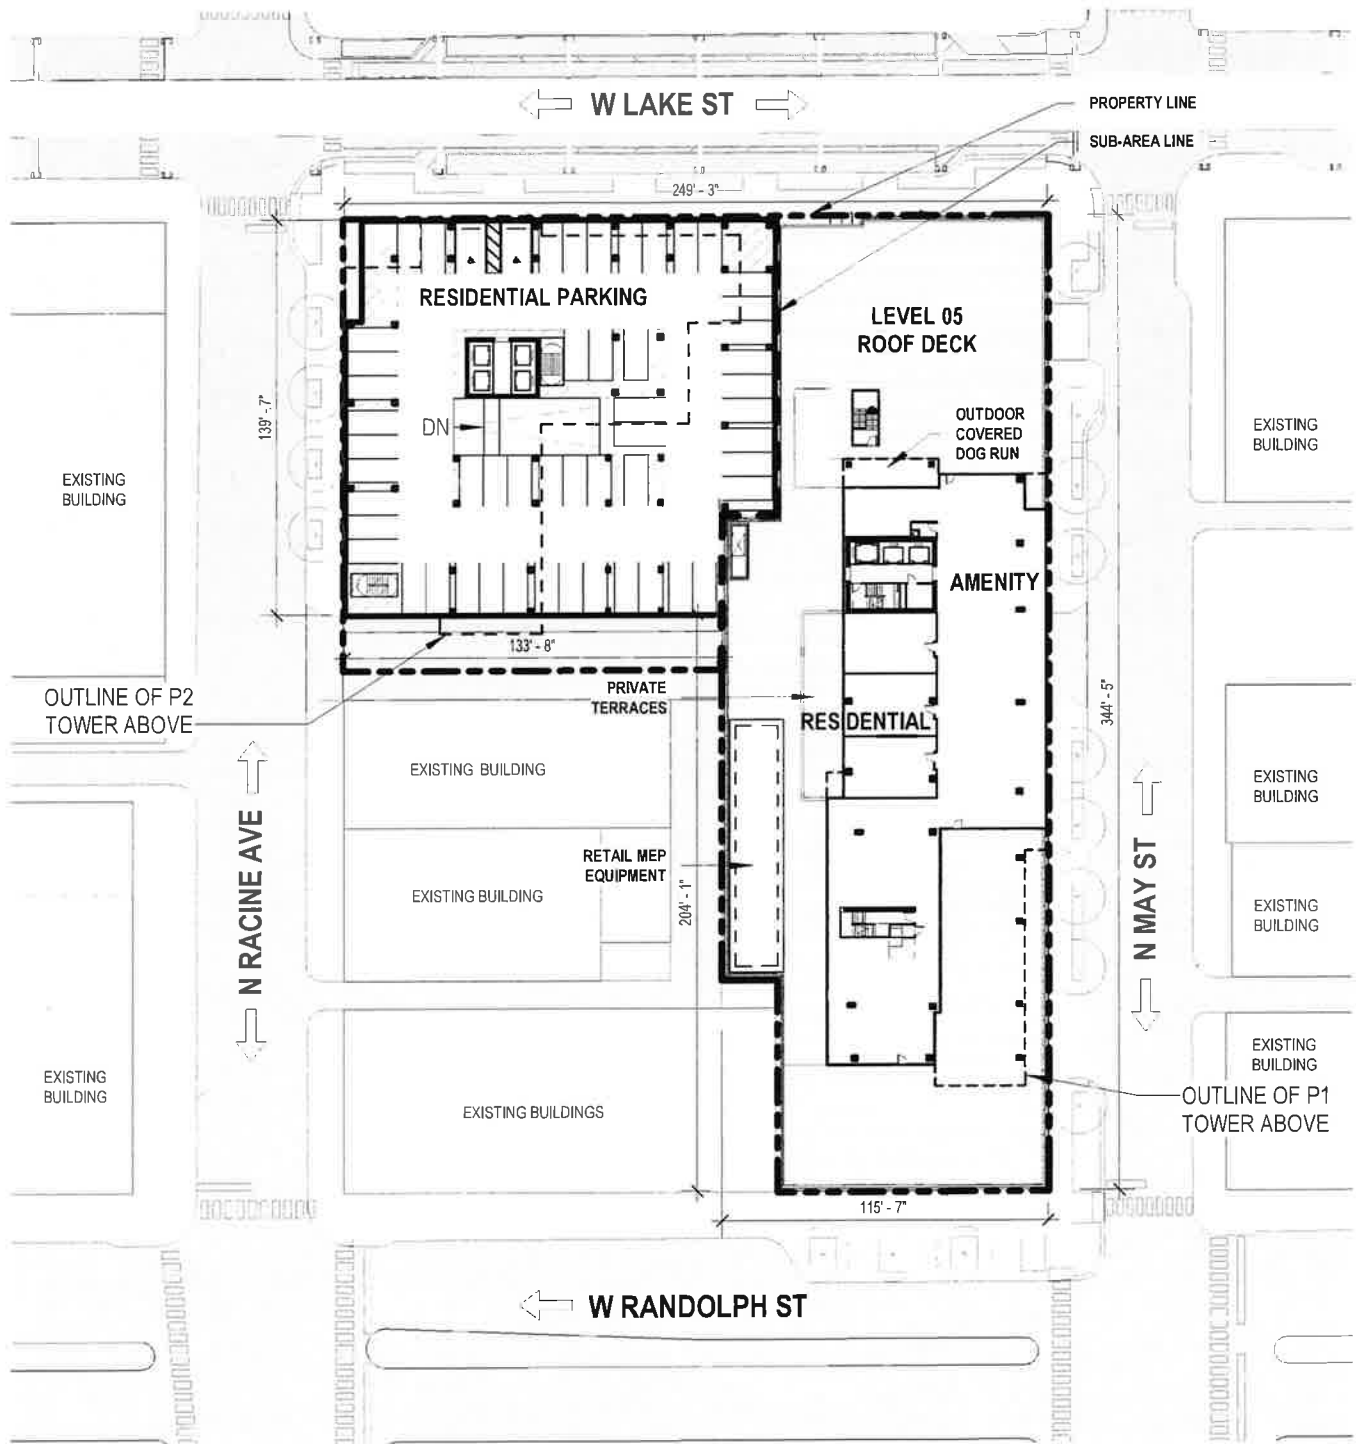 W LAKE ST
PROPERTY LINE
SUB-AREA LINE
249' - 3"
RESIDENTIAL PARKING
LEVEL 05
ROOF DECK
139' - 7"
DN
OUTDOOR
COVERED
DOG RUN
EXISTING
BUILDING
EXISTING
BUILDING
AMENITY
133' - 8"
OUTLINE OF P2
TOWER ABOVE
PRIVATE
TERRACES
RESIDENTIAL
344' - 5"
EXISTING BUILDING
EXISTING
BUILDING
N RACINE AVE
RETAIL MEP
EQUIPMENT
EXISTING BUILDING
204' - 1"
N MAY ST
EXISTING
BUILDING
EXISTING
BUILDING
EXISTING
BUILDING
EXISTING BUILDINGS
OUTLINE OF P1
TOWER ABOVE
115' - 7"
W RANDOLPH ST